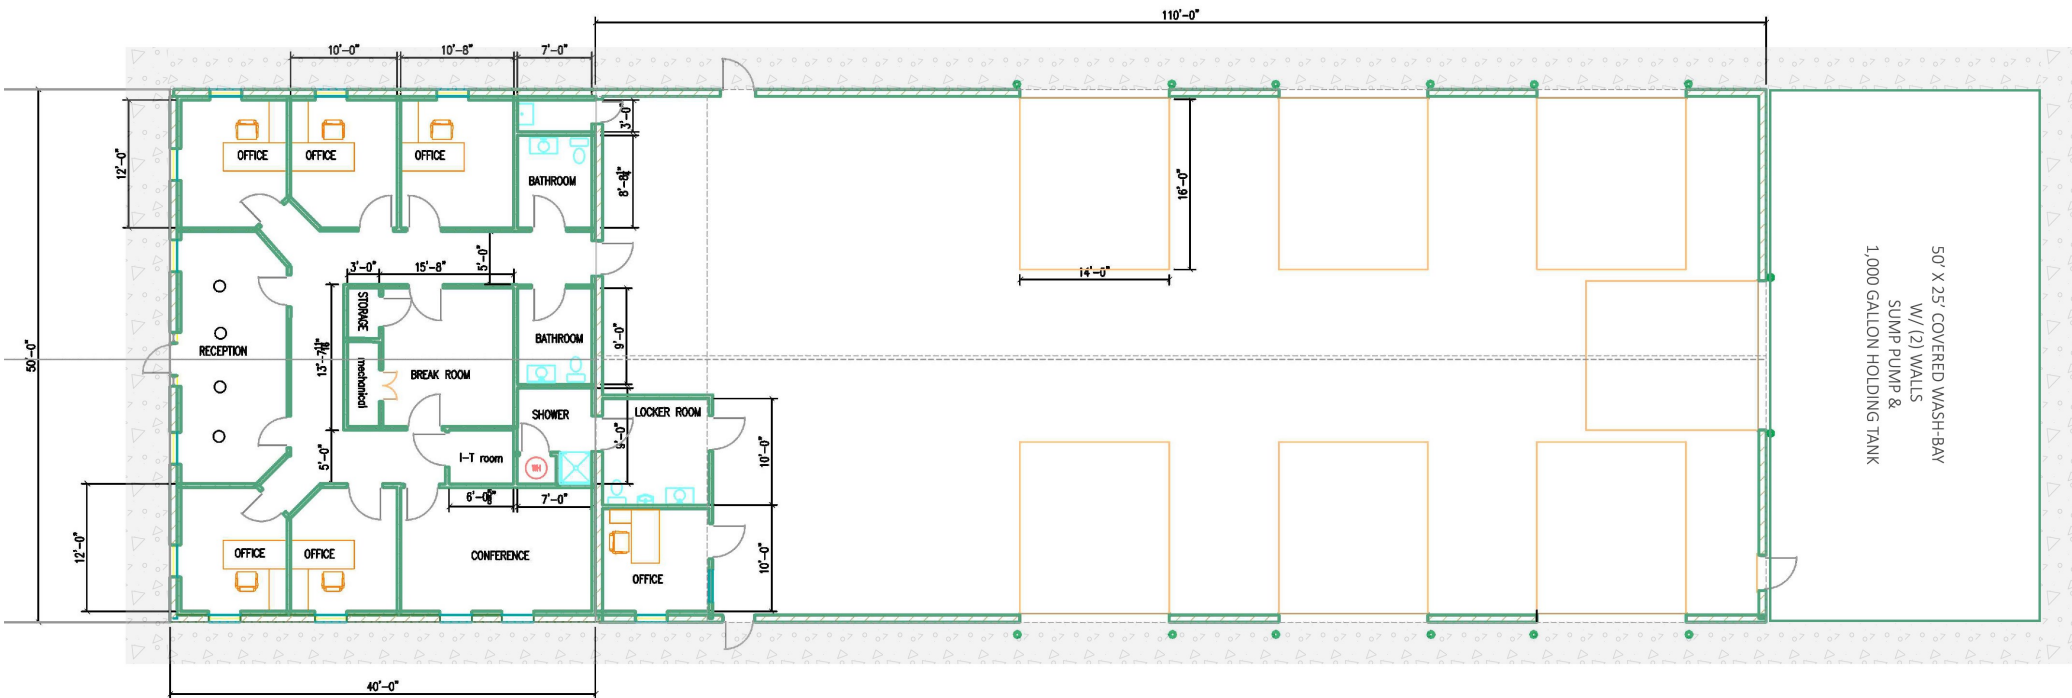 110'-0"
10'-0"
10'-8"
7'-0"
3'-0"
12'-0"
OFFICE
OFFICE
OFFICE
BATHROOM
16'-0"
5'-0"
3'-0"
15'-8"
14'-0"
STORAGE
50'-0"
RECEPTION
mechanical
BREAK ROOM
BATHROOM
9'-0"
SHOWER
LOCKER ROOM
9'-0"
10'-0"
5'-0"
I-T room
WH
7'-0"
12'-0"
OFFICE
OFFICE
CONFERENCE
OFFICE
10'-0"
40'-0"
50' X 25' COVERED WASH-BAY
W/ (2) WALLS
SUMP PUMP &
1,000 GALLON HOLDING TANK